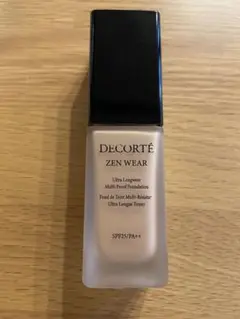 DECORTÉ
ZEN WEAR
Ultra Longwear
Multi-Proof Foundation
Fond de Teint Multi-Résistant
Ultra Longue Tenue
SPF25/PA++